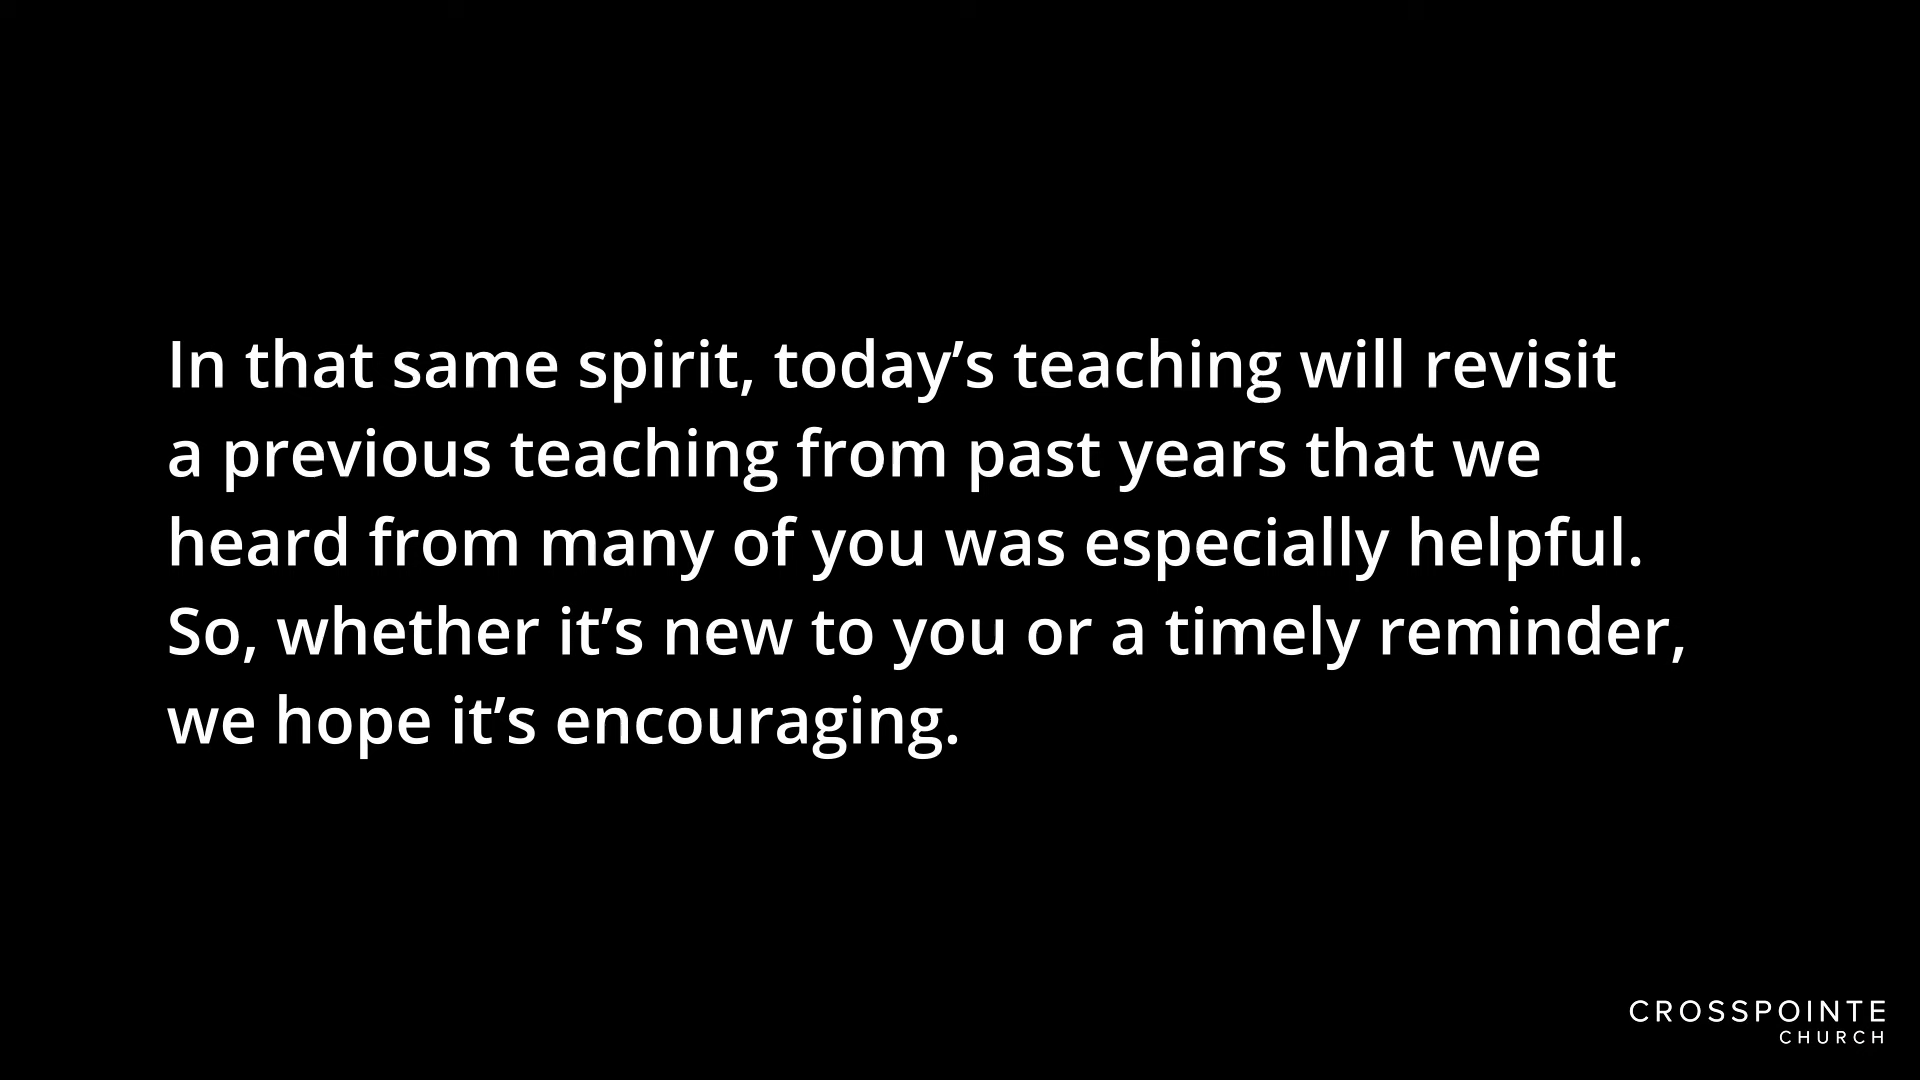 In that same spirit, today’s teaching will revisit
a previous teaching from past years that we
heard from many of you was especially helpful.
So, whether it’s new to you or a timely reminder,
we hope it’s encouraging.
CROSSPOINTE
CHURCH